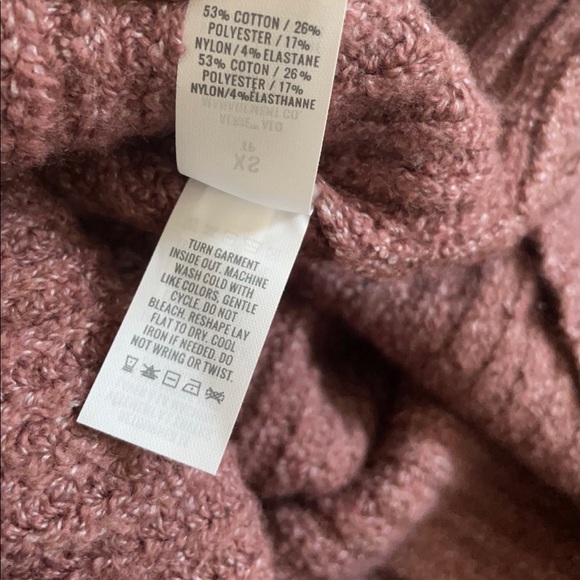 53% COTTON / 26%
POLYESTER / 17%
NYLON / 4% ELASTANE
53% COTON / 26%
POLYESTER / 17%
NYLON/4%ÉLASTHANNE
XS
TP
TURN GARMENT
INSIDE OUT. MACHINE
WASH COLD WITH
LIKE COLORS, GENTLE
CYCLE. DO NOT
BLEACH. RESHAPE LAY
FLAT TO DRY. COOL
IRON IF NEEDED. DO
NOT WRING OR TWIST.